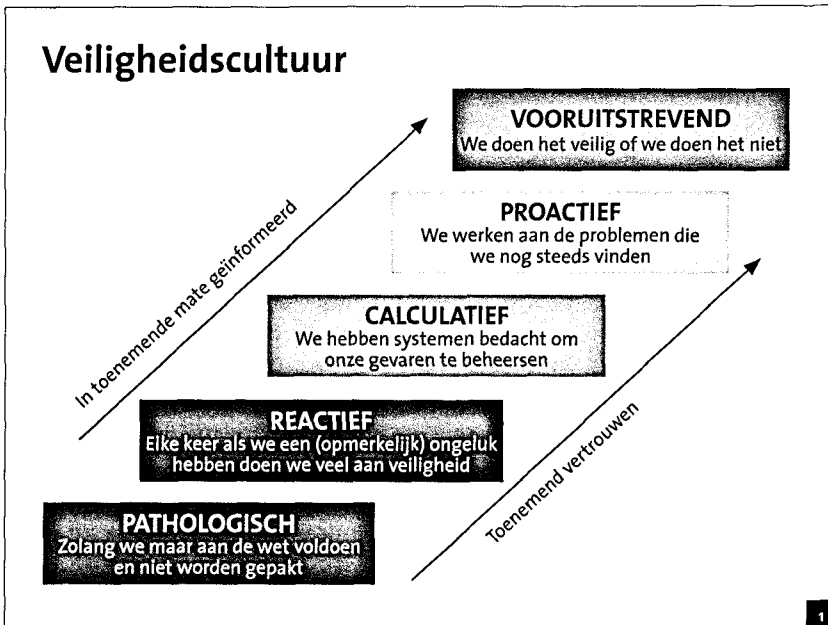 Veiligheidscultuur
VOORUITSTREVEND
We doen het veilig of we doen het niet
PROACTIEF
We werken aan de problemen die
we nog steeds vinden
In toenemende mate geïnformeerd
CALCULATIEF
We hebben systemen bedacht om
onze gevaren te beheersen
REACTIEF
Elke keer als we een (opmerkelijk) ongeluk
hebben doen we veel aan veiligheid
Toenemend vertrouwen
PATHOLOGISCH
Zolang we maar aan de wet voldoen
en niet worden gepakt
1